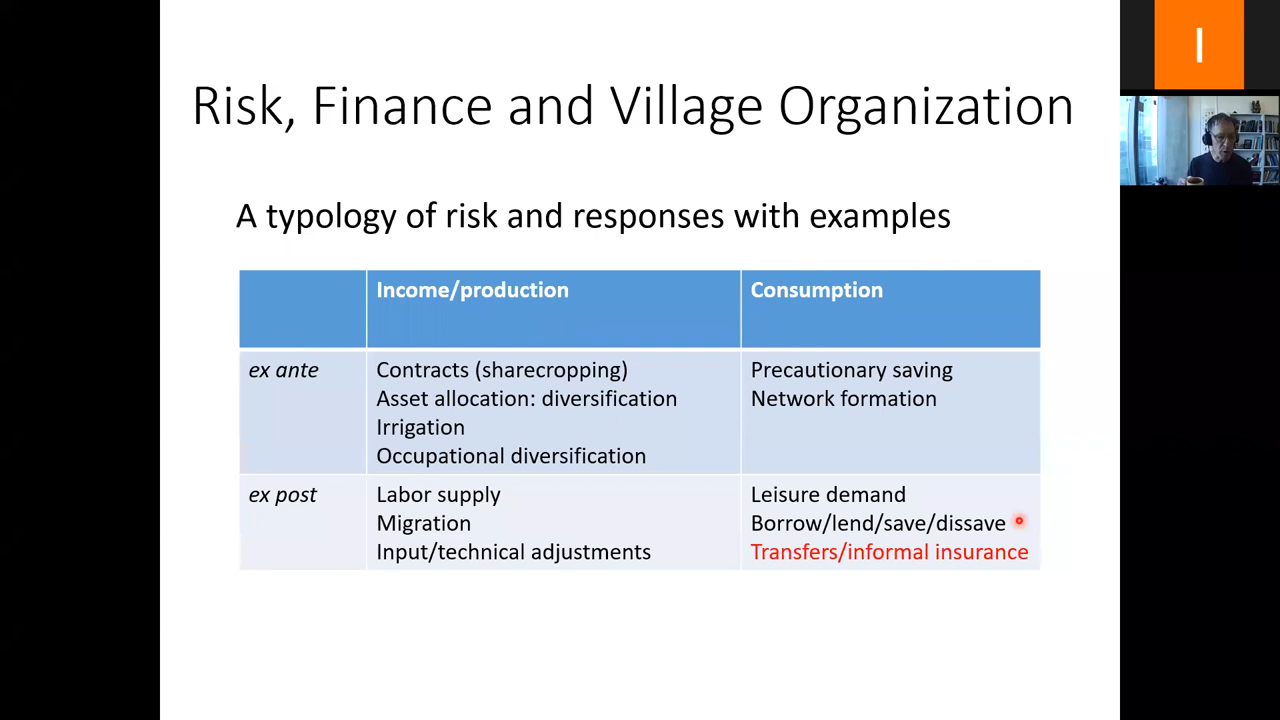 Risk, Finance and Village Organization
A typology of risk and responses with examples
Income/production
Consumption
ex ante
Contracts (sharecropping)
Asset allocation: diversification
Irrigation
Occupational diversification
Precautionary saving
Network formation
ex post
Labor supply
Migration
Input/technical adjustments
Leisure demand
Borrow/lend/save/dissave
Transfers/informal insurance
I